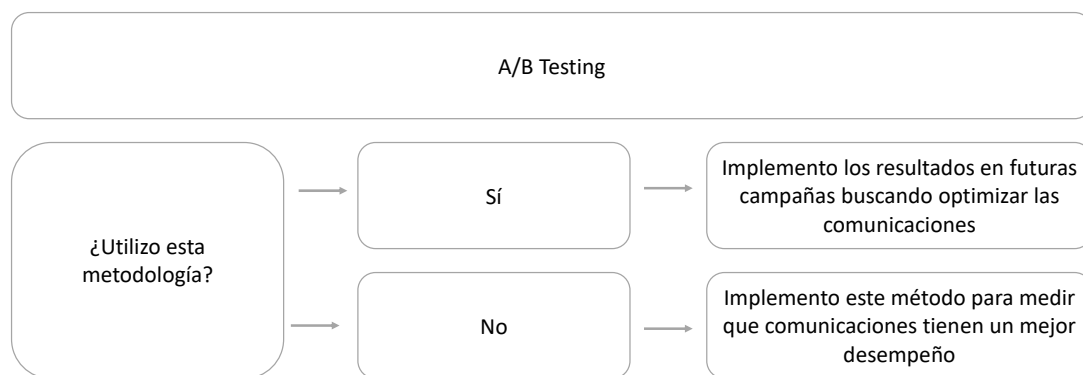 A/B Testing
¿Utilizo esta
metodología?
Sí
Implemento los resultados en futuras
campañas buscando optimizar las
comunicaciones
No
Implemento este método para medir
que comunicaciones tienen un mejor
desempeño